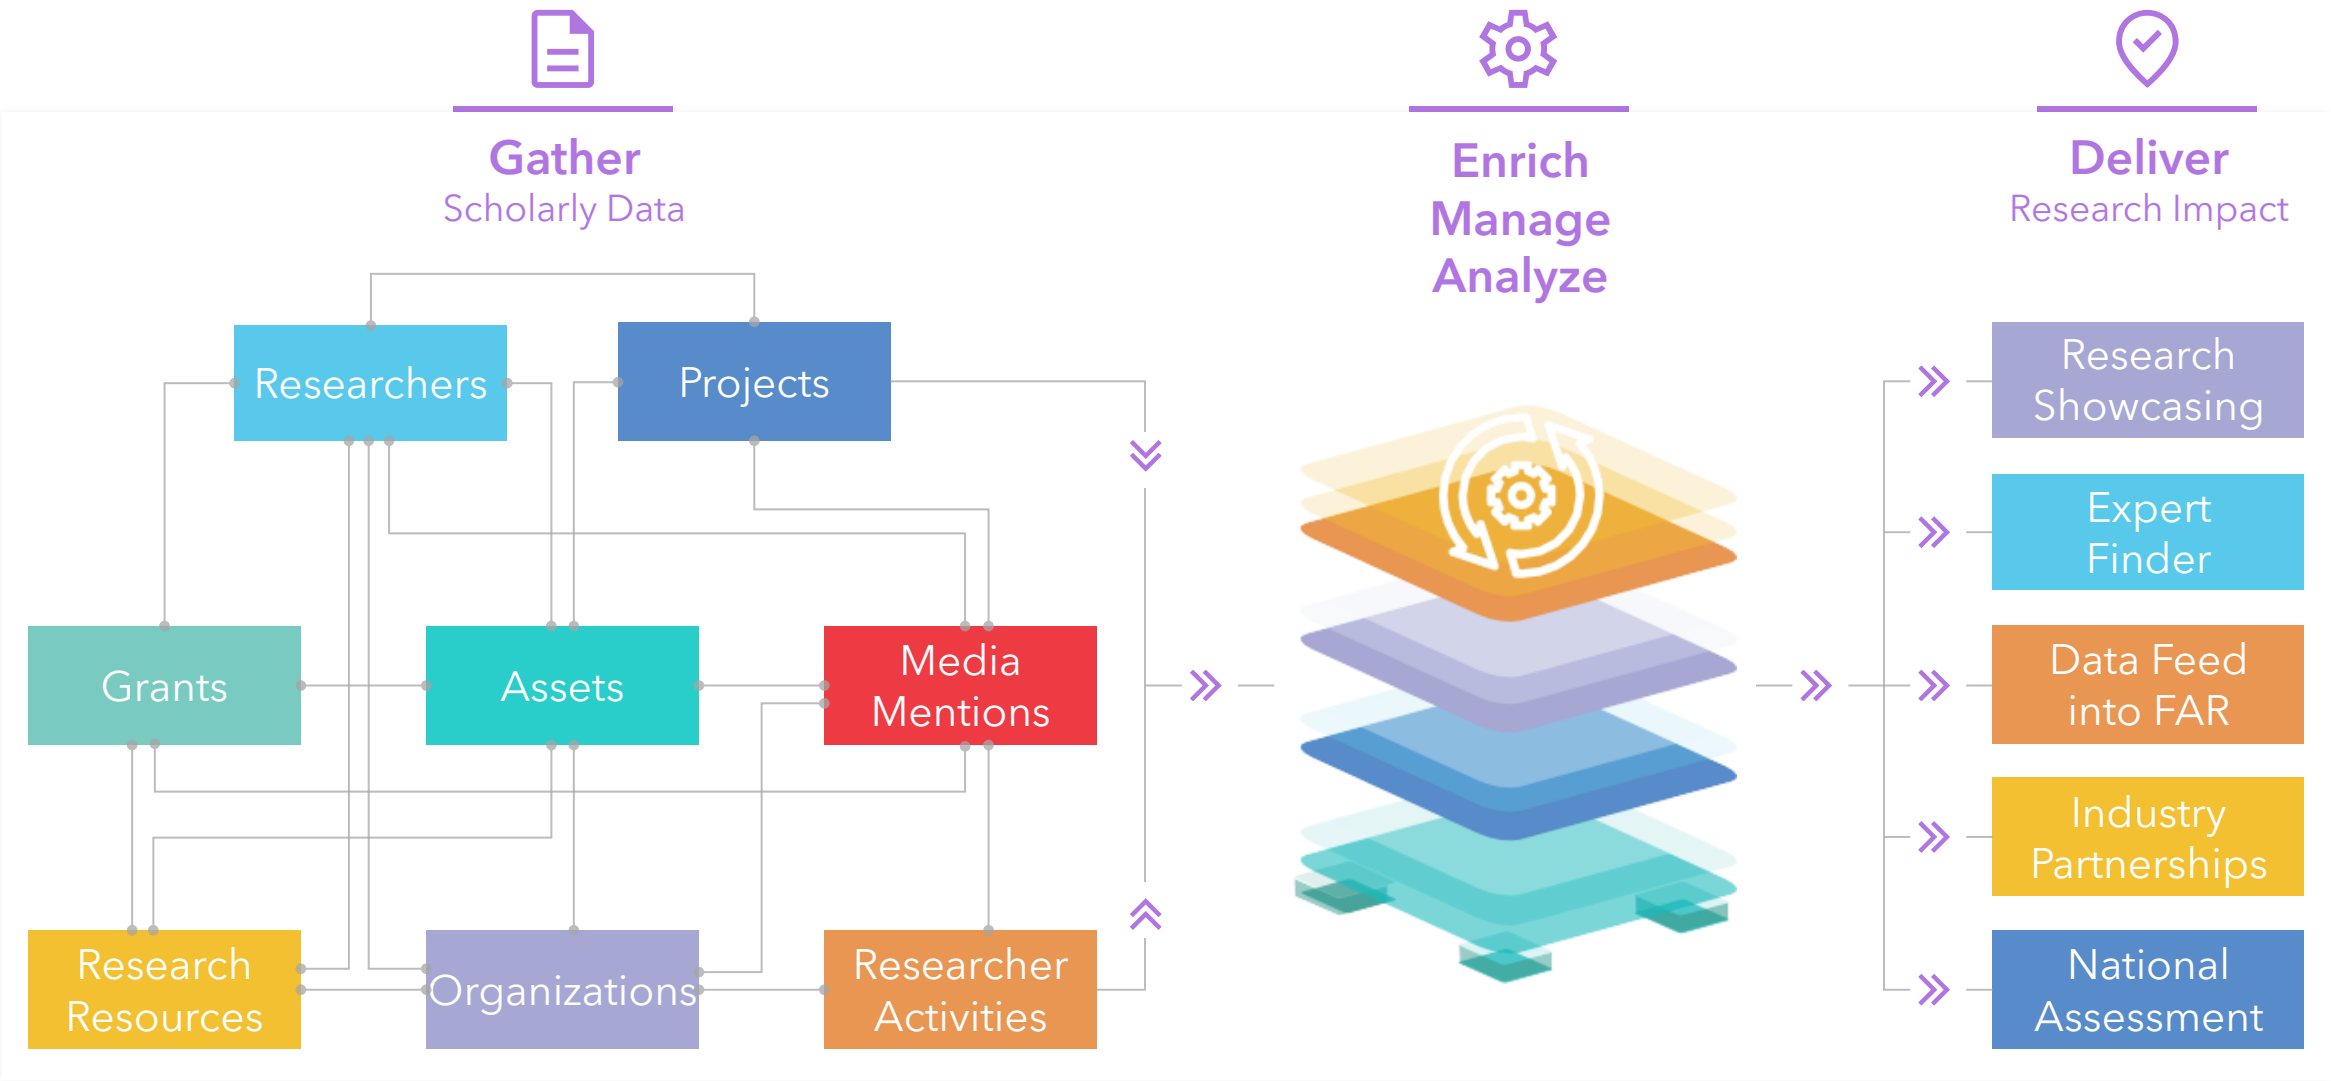 Gather
Scholarly Data
Enrich
Manage
Analyze
Deliver
Research Impact
Researchers
Projects
Grants
Assets
Media
Mentions
Research
Resources
Organizations
Researcher
Activities
Research
Showcasing
Expert
Finder
Data Feed
into FAR
Industry
Partnerships
National
Assessment